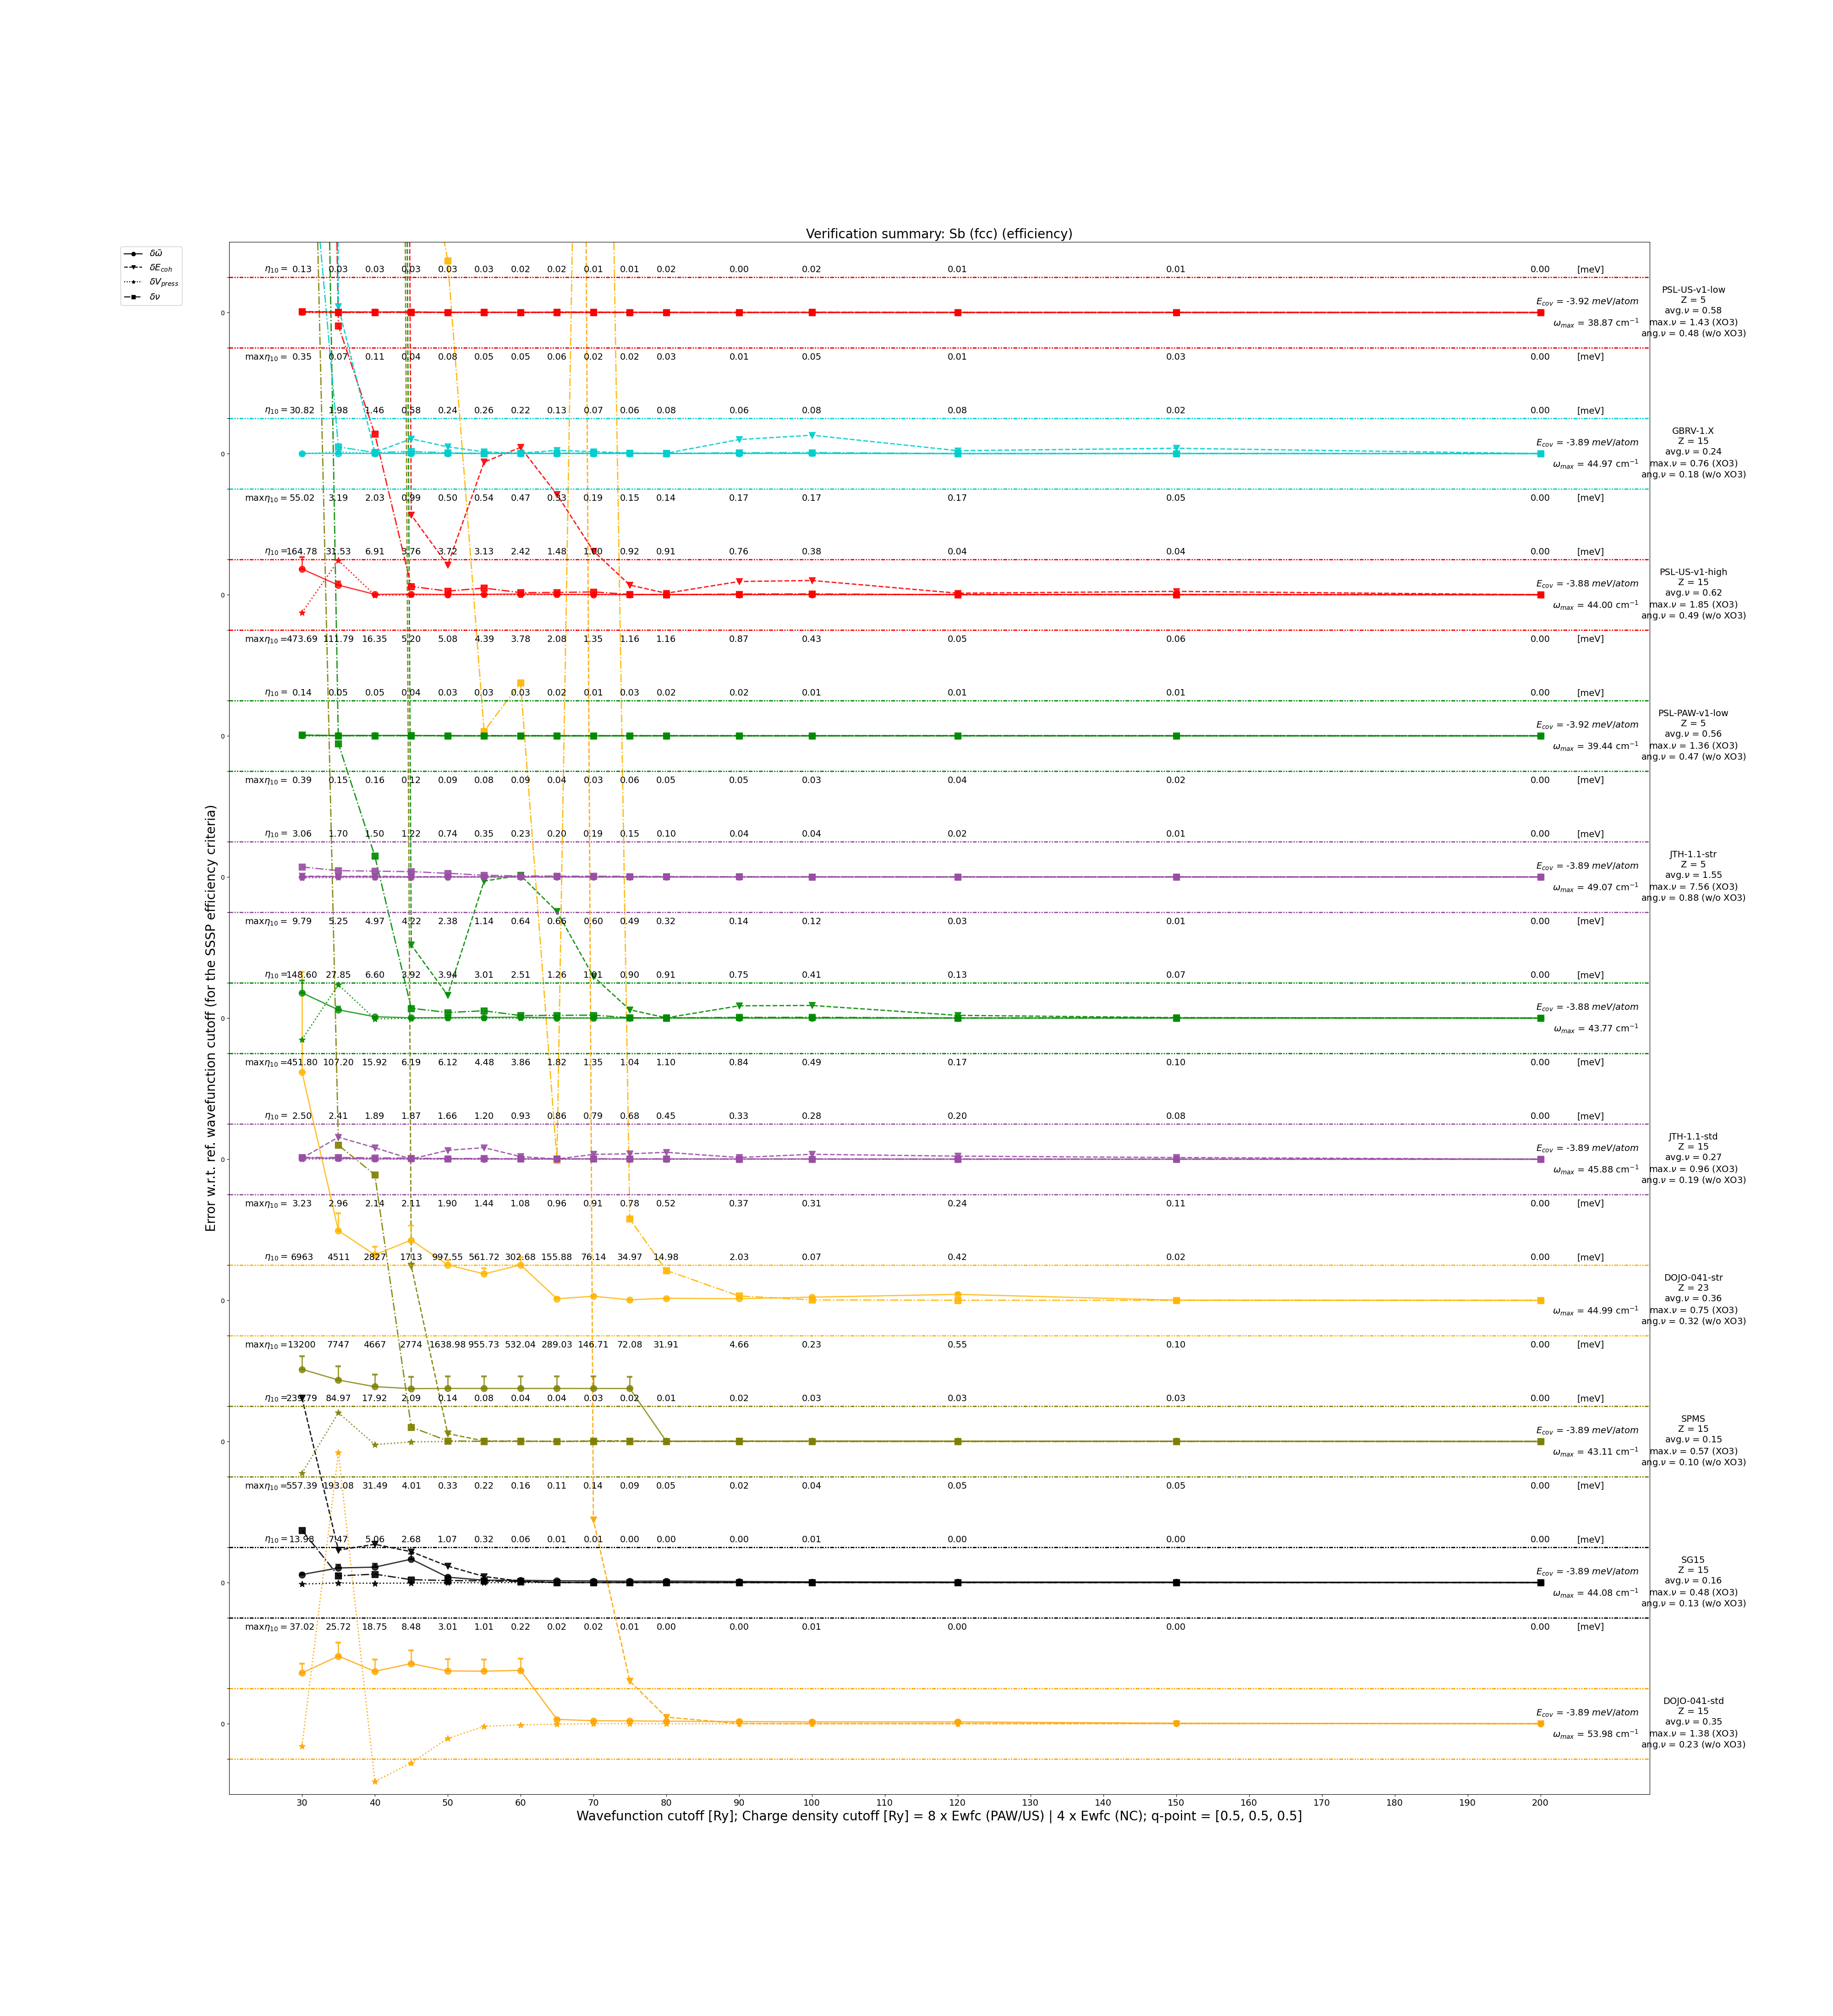 Verification summary: Sb (fcc) (efficiency)
δω̄
δE_coh
δV_press
δν
Error w.r.t. ref. wavefunction cutoff (for the SSSP efficiency criteria)
η₁₀ = 0.13 0.03 0.03 0.03 0.03 0.03 0.02 0.02 0.01 0.01 0.02 0.00 0.02 0.01 0.01 0.00 [meV]
0
E_cov = -3.92 meV/atom
ω_max = 38.87 cm⁻¹
PSL-US-v1-low
Z = 5
avg.ν = 0.58
max.ν = 1.43 (XO3)
ang.ν = 0.48 (w/o XO3)
maxη₁₀ = 0.35 0.07 0.11 0.04 0.08 0.05 0.05 0.06 0.02 0.02 0.03 0.01 0.05 0.01 0.03 0.00 [meV]
η₁₀ = 30.82 1.98 1.46 0.58 0.24 0.26 0.22 0.13 0.07 0.06 0.08 0.06 0.08 0.08 0.02 0.00 [meV]
0
E_cov = -3.89 meV/atom
ω_max = 44.97 cm⁻¹
GBRV-1.X
Z = 15
avg.ν = 0.24
max.ν = 0.76 (XO3)
ang.ν = 0.18 (w/o XO3)
maxη₁₀ = 55.02 3.19 2.03 0.99 0.50 0.54 0.47 0.53 0.19 0.15 0.14 0.17 0.17 0.17 0.05 0.00 [meV]
η₁₀ = 164.78 31.53 6.91 3.76 3.72 3.13 2.42 1.48 1.10 0.92 0.91 0.76 0.38 0.04 0.04 0.00 [meV]
0
E_cov = -3.88 meV/atom
ω_max = 44.00 cm⁻¹
PSL-US-v1-high
Z = 15
avg.ν = 0.62
max.ν = 1.85 (XO3)
ang.ν = 0.49 (w/o XO3)
maxη₁₀ = 473.69 111.79 16.35 5.20 5.08 4.39 3.78 2.08 1.35 1.16 1.16 0.87 0.43 0.05 0.06 0.00 [meV]
η₁₀ = 0.14 0.05 0.05 0.04 0.03 0.03 0.03 0.02 0.01 0.03 0.02 0.02 0.01 0.01 0.01 0.00 [meV]
0
E_cov = -3.92 meV/atom
ω_max = 39.44 cm⁻¹
PSL-PAW-v1-low
Z = 5
avg.ν = 0.56
max.ν = 1.36 (XO3)
ang.ν = 0.47 (w/o XO3)
maxη₁₀ = 0.39 0.15 0.16 0.12 0.09 0.08 0.09 0.04 0.03 0.06 0.05 0.05 0.03 0.04 0.02 0.00 [meV]
η₁₀ = 3.06 1.70 1.50 1.22 0.74 0.35 0.23 0.20 0.19 0.15 0.10 0.04 0.04 0.02 0.01 0.00 [meV]
0
E_cov = -3.89 meV/atom
ω_max = 49.07 cm⁻¹
JTH-1.1-str
Z = 5
avg.ν = 1.55
max.ν = 7.56 (XO3)
ang.ν = 0.88 (w/o XO3)
maxη₁₀ = 9.79 5.25 4.97 4.22 2.38 1.14 0.64 0.66 0.60 0.49 0.32 0.14 0.12 0.03 0.01 0.00 [meV]
η₁₀ = 148.60 27.85 6.60 3.92 3.94 3.01 2.51 1.26 1.01 0.90 0.91 0.75 0.41 0.13 0.07 0.00 [meV]
0
E_cov = -3.88 meV/atom
ω_max = 43.77 cm⁻¹
maxη₁₀ = 451.80 107.20 15.92 6.19 6.12 4.48 3.86 1.82 1.35 1.04 1.10 0.84 0.49 0.17 0.10 0.00 [meV]
η₁₀ = 2.50 2.41 1.89 1.87 1.66 1.20 0.93 0.86 0.79 0.68 0.45 0.33 0.28 0.20 0.08 0.00 [meV]
0
E_cov = -3.89 meV/atom
ω_max = 45.88 cm⁻¹
JTH-1.1-std
Z = 15
avg.ν = 0.27
max.ν = 0.96 (XO3)
ang.ν = 0.19 (w/o XO3)
maxη₁₀ = 3.23 2.96 2.14 2.11 1.90 1.44 1.08 0.96 0.91 0.78 0.52 0.37 0.31 0.24 0.11 0.00 [meV]
η₁₀ = 6963 4511 2827 1713 997.55 561.72 302.68 155.88 76.14 34.97 14.98 2.03 0.07 0.42 0.02 0.00 [meV]
0
ω_max = 44.99 cm⁻¹
DOJO-041-str
Z = 23
avg.ν = 0.36
max.ν = 0.75 (XO3)
ang.ν = 0.32 (w/o XO3)
maxη₁₀ = 13200 7747 4667 2774 1638.98 955.73 532.04 289.03 146.71 72.08 31.91 4.66 0.23 0.55 0.10 0.00 [meV]
η₁₀ = 239.79 84.97 17.92 2.09 0.14 0.08 0.04 0.04 0.03 0.02 0.01 0.02 0.03 0.03 0.03 0.00 [meV]
0
E_cov = -3.89 meV/atom
ω_max = 43.11 cm⁻¹
SPMS
Z = 15
avg.ν = 0.15
max.ν = 0.57 (XO3)
ang.ν = 0.10 (w/o XO3)
maxη₁₀ = 557.39 193.08 31.49 4.01 0.33 0.22 0.16 0.11 0.14 0.09 0.05 0.02 0.04 0.05 0.05 0.00 [meV]
η₁₀ = 13.98 7.47 5.06 2.68 1.07 0.32 0.06 0.01 0.01 0.00 0.00 0.00 0.01 0.00 0.00 0.00 [meV]
0
E_cov = -3.89 meV/atom
ω_max = 44.08 cm⁻¹
SG15
Z = 15
avg.ν = 0.16
max.ν = 0.48 (XO3)
ang.ν = 0.13 (w/o XO3)
maxη₁₀ = 37.02 25.72 18.75 8.48 3.01 1.01 0.22 0.02 0.02 0.01 0.00 0.00 0.01 0.00 0.00 0.00 [meV]
0
E_cov = -3.89 meV/atom
ω_max = 53.98 cm⁻¹
DOJO-041-std
Z = 15
avg.ν = 0.35
max.ν = 1.38 (XO3)
ang.ν = 0.23 (w/o XO3)
30 40 50 60 70 80 90 100 110 120 130 140 150 160 170 180 190 200
Wavefunction cutoff [Ry]; Charge density cutoff [Ry] = 8 x Ewfc (PAW/US) | 4 x Ewfc (NC); q-point = [0.5, 0.5, 0.5]